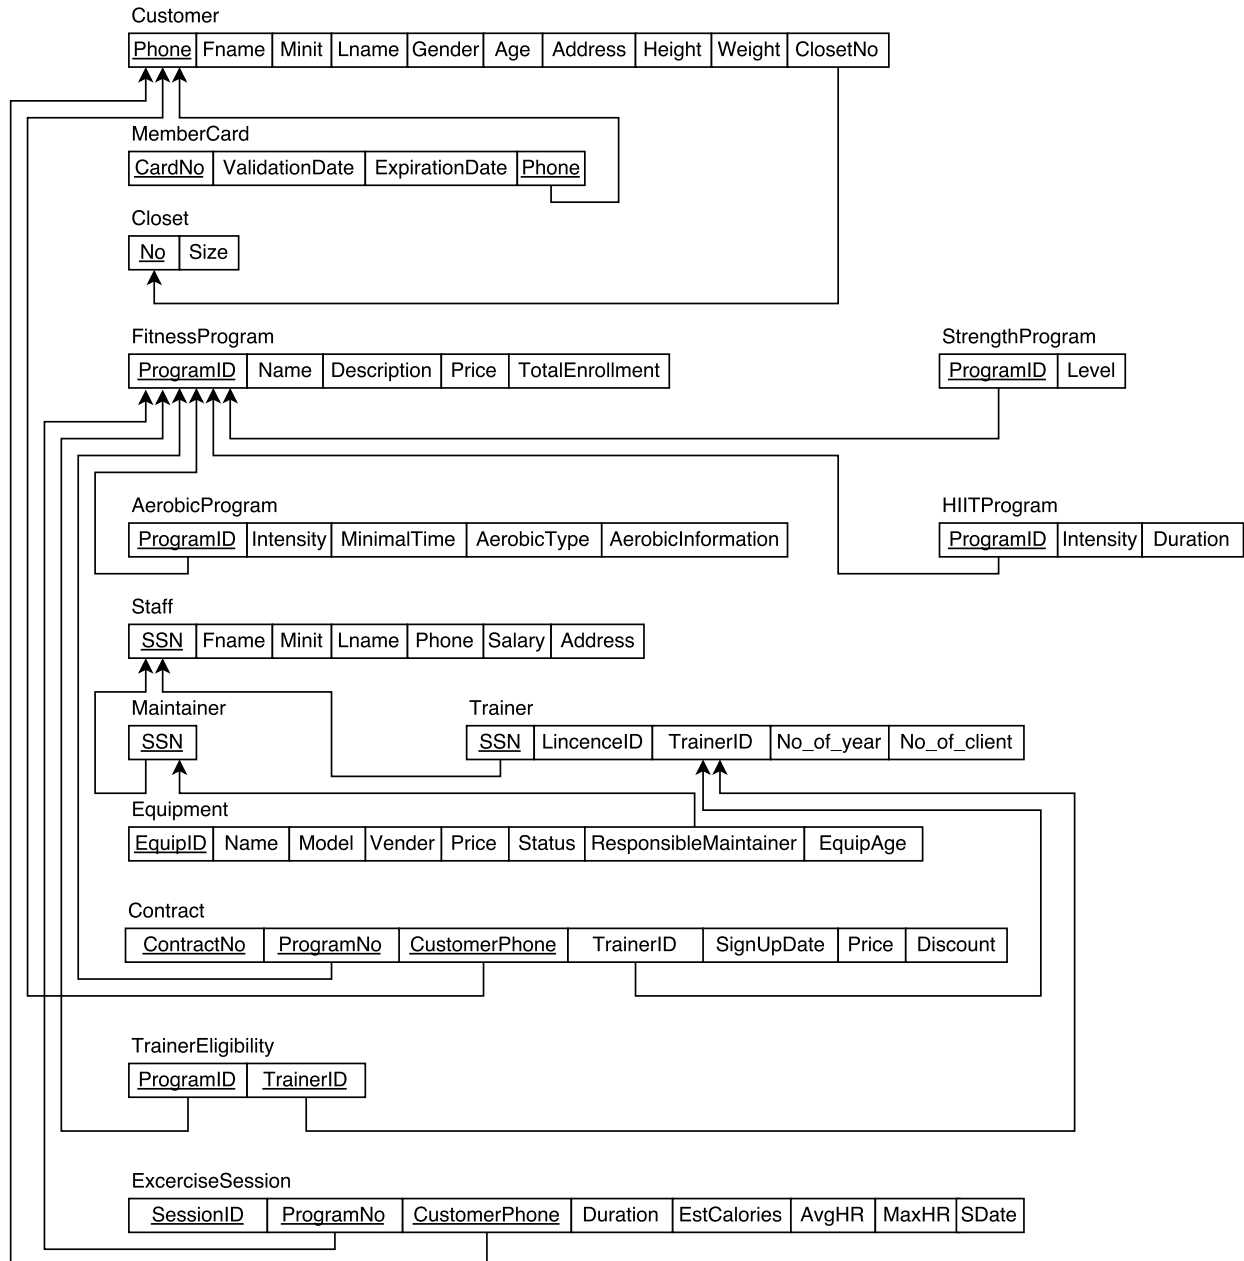 Customer
Phone Fname Minit Lname Gender Age Address Height Weight ClosetNo
MemberCard
CardNo ValidationDate ExpirationDate Phone
Closet
No Size
FitnessProgram StrengthProgram
ProgramID Name Description Price TotalEnrollment ProgramID Level
AerobicProgram HIITProgram
ProgramID Intensity MinimalTime AerobicType AerobicInformation ProgramID Intensity Duration
Staff
SSN Fname Minit Lname Phone Salary Address
Maintainer Trainer
SSN SSN LincenceID TrainerID No_of_year No_of_client
Equipment
EquipID Name Model Vender Price Status ResponsibleMaintainer EquipAge
Contract
ContractNo ProgramNo CustomerPhone TrainerID SignUpDate Price Discount
TrainerEligibility
ProgramID TrainerID
ExcerciseSession
SessionID ProgramNo CustomerPhone Duration EstCalories AvgHR MaxHR SDate